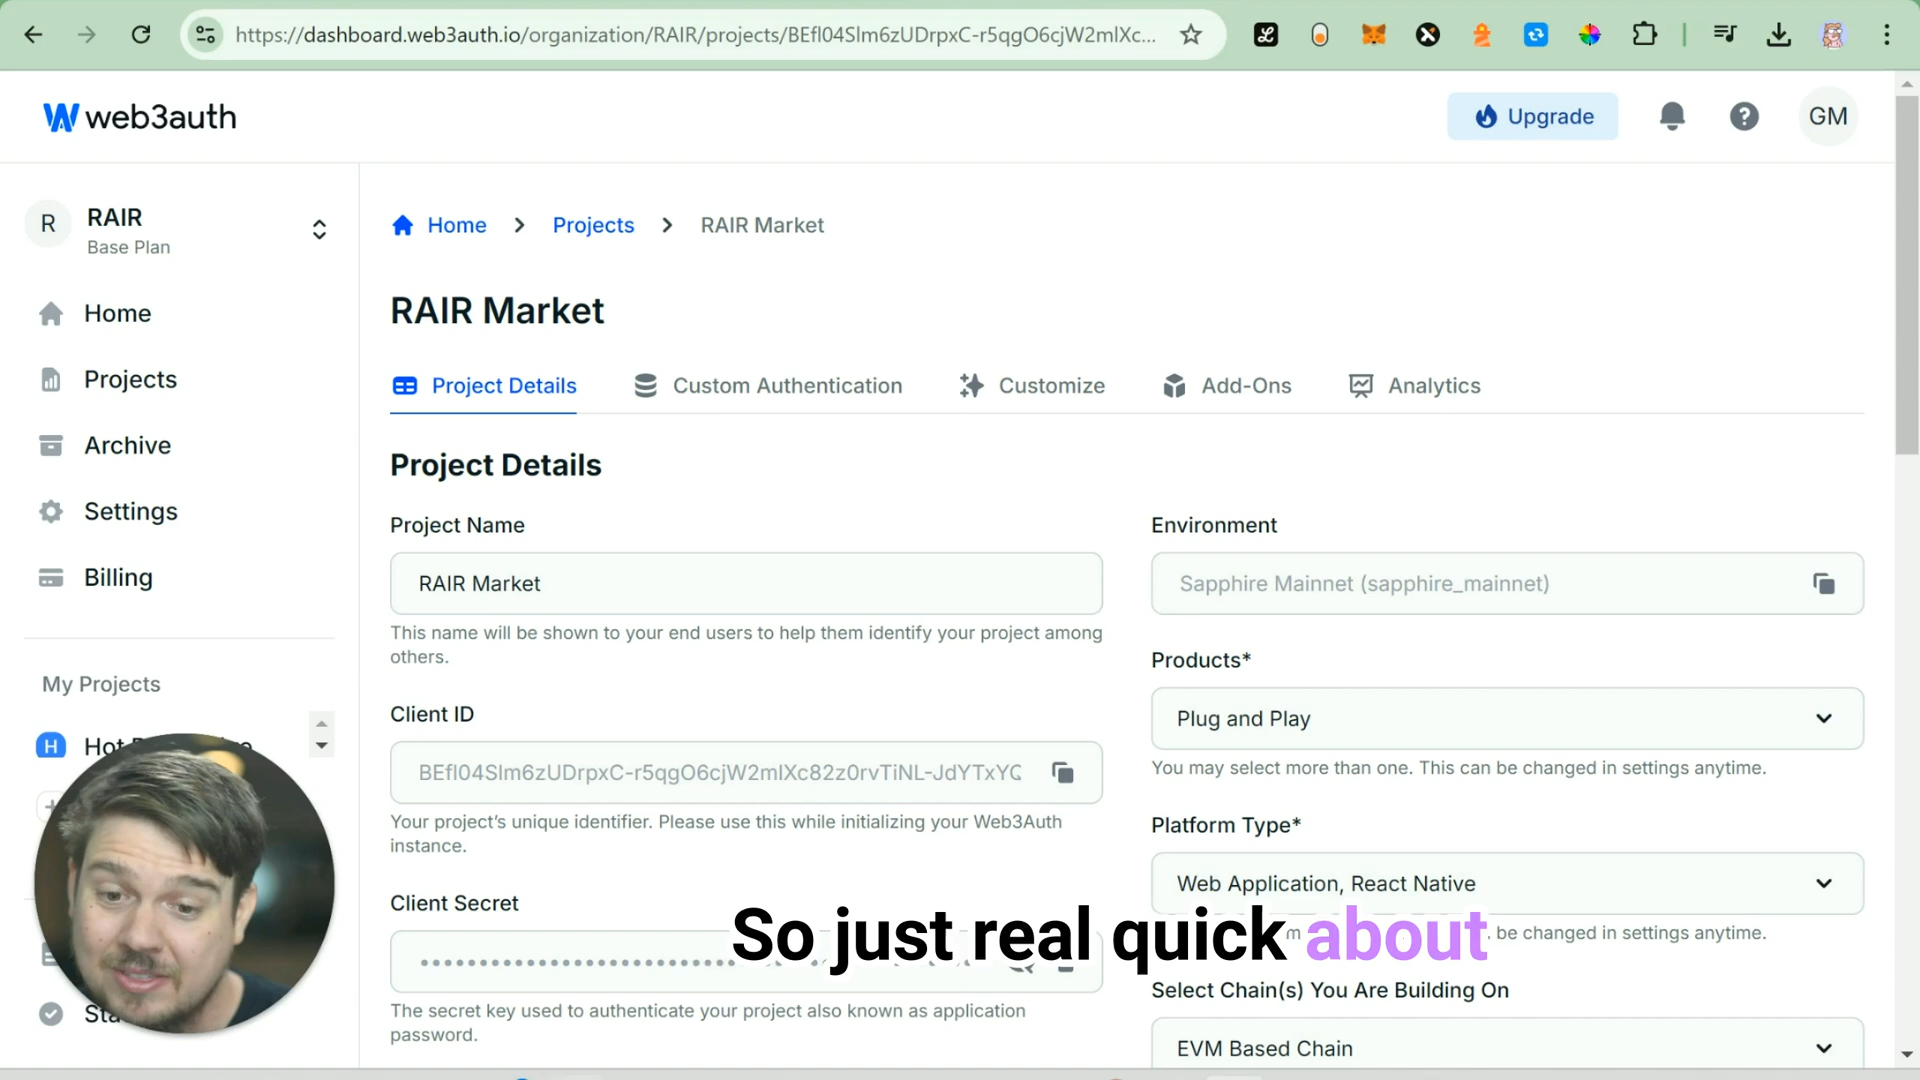 https://dashboard.web3auth.io/organization/RAIR/projects/BEfl04Slm6zUDrpxC-r5qgO6cjW2mlXc...
web3auth
Upgrade
GM
R
RAIR
Base Plan
Home
Projects
Archive
Settings
Billing
My Projects
H
Hot
Home
Projects
RAIR Market
RAIR Market
Project Details
Custom Authentication
Customize
Add-Ons
Analytics
Project Details
Project Name
RAIR Market
This name will be shown to your end users to help them identify your project among
others.
Client ID
BEfl04Slm6zUDrpxC-r5qgO6cjW2mlXc82z0rvTiNL-JdYTxYQ
Your project's unique identifier. Please use this while initializing your Web3Auth
instance.
Client Secret
The secret key used to authenticate your project also known as application
password.
Environment
Sapphire Mainnet (sapphire_mainnet)
Products*
Plug and Play
You may select more than one. This can be changed in settings anytime.
Platform Type*
Web Application, React Native
be changed in settings anytime.
Select Chain(s) You Are Building On
EVM Based Chain
So just real quick about